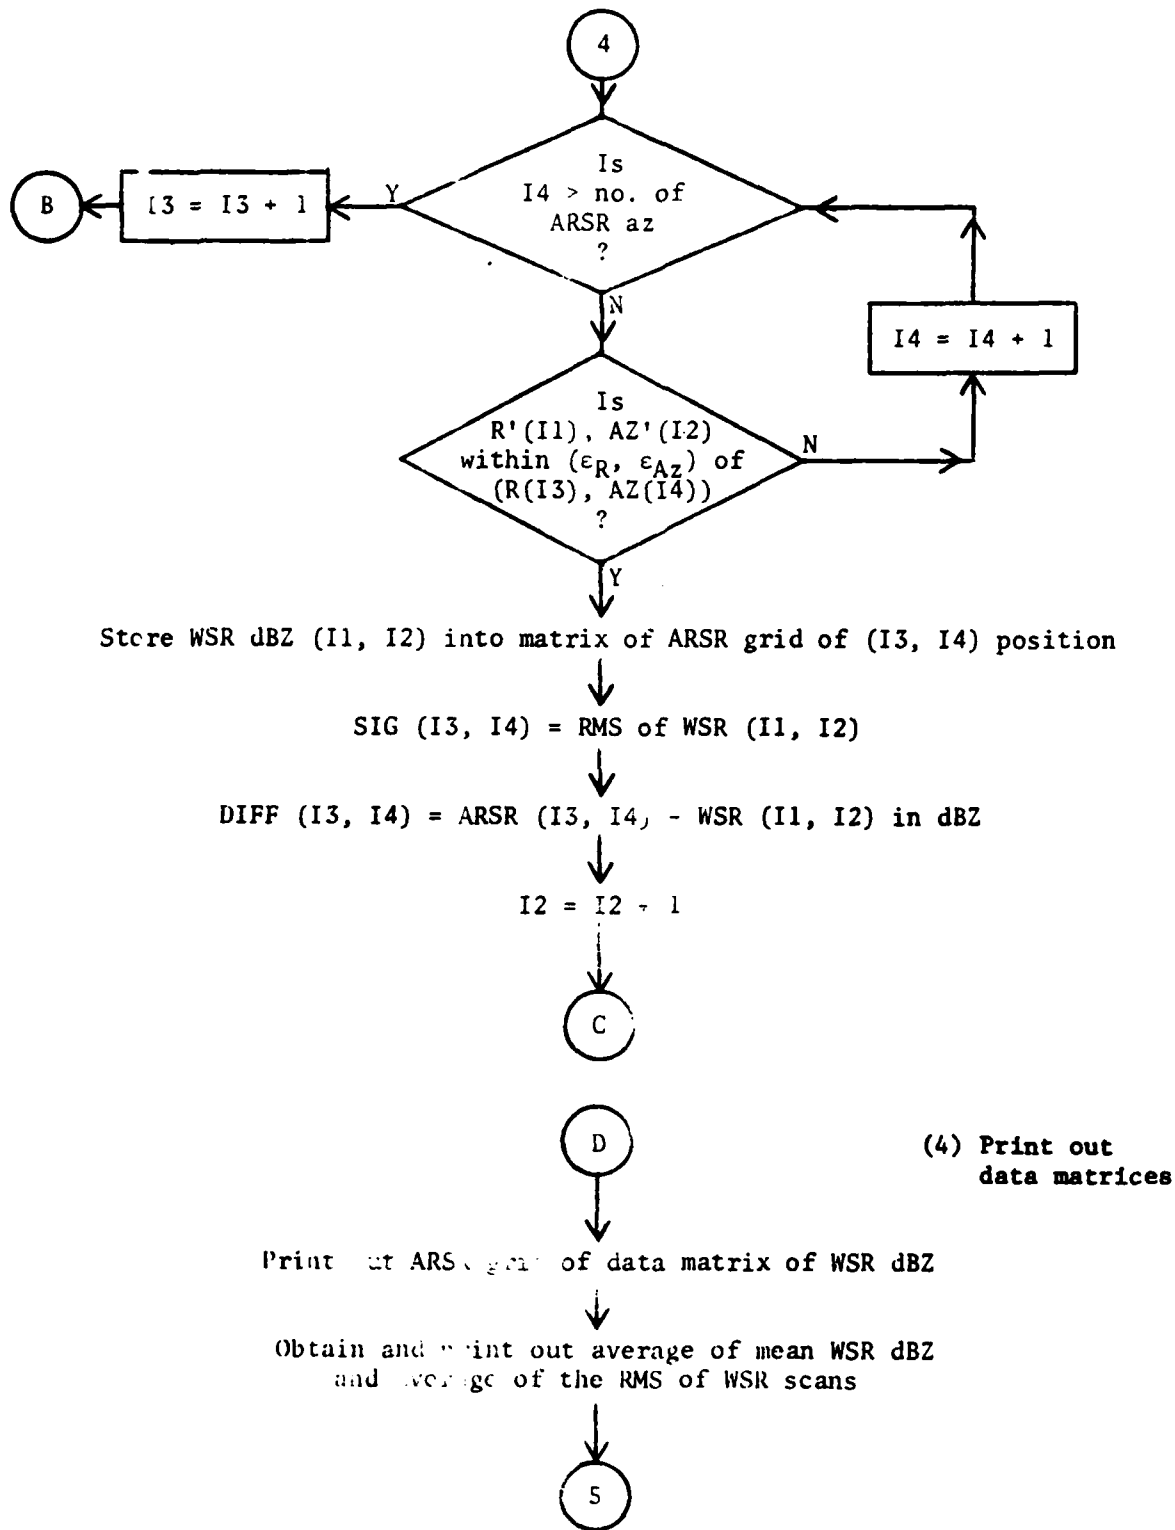 4
Is
I4 > no. of
ARSR az
?
Y
I3 = I3 + 1
B
N
I4 = I4 + 1
Is
R'(I1), AZ'(I2)
within (εR, εAz) of
(R(I3), AZ(I4))
?
N
Y
Store WSR dBZ (I1, I2) into matrix of ARSR grid of (I3, I4) position
SIG (I3, I4) = RMS of WSR (I1, I2)
DIFF (I3, I4) = ARSR (I3, I4) - WSR (I1, I2) in dBZ
I2 = I2 + 1
C
D
(4) Print out
data matrices
Print of data matrix of WSR dBZ
Obtain and print out average of mean WSR dBZ
and average of the RMS of WSR scans
5